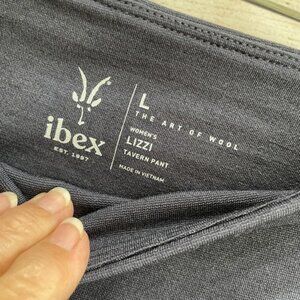 ibex
EST. 1997
L
THE ART OF WOOL
WOMEN'S
LIZZI
TAVERN PANT
MADE IN VIETNAM